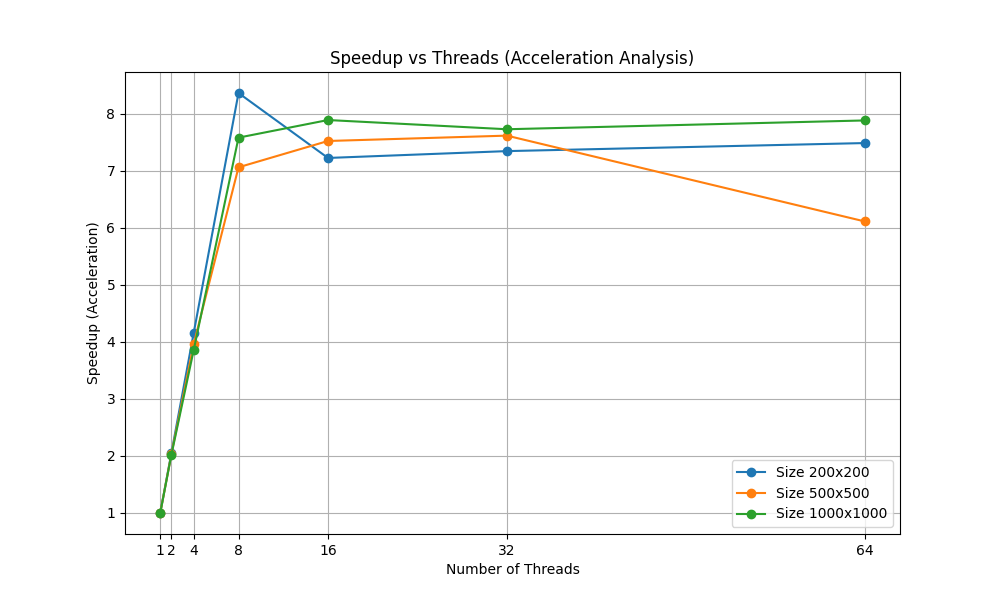 Speedup vs Threads (Acceleration Analysis)
Speedup (Acceleration)
8
7
6
5
4
3
2
1
1 2 4 8 16 32 64
Number of Threads
Size 200x200
Size 500x500
Size 1000x1000